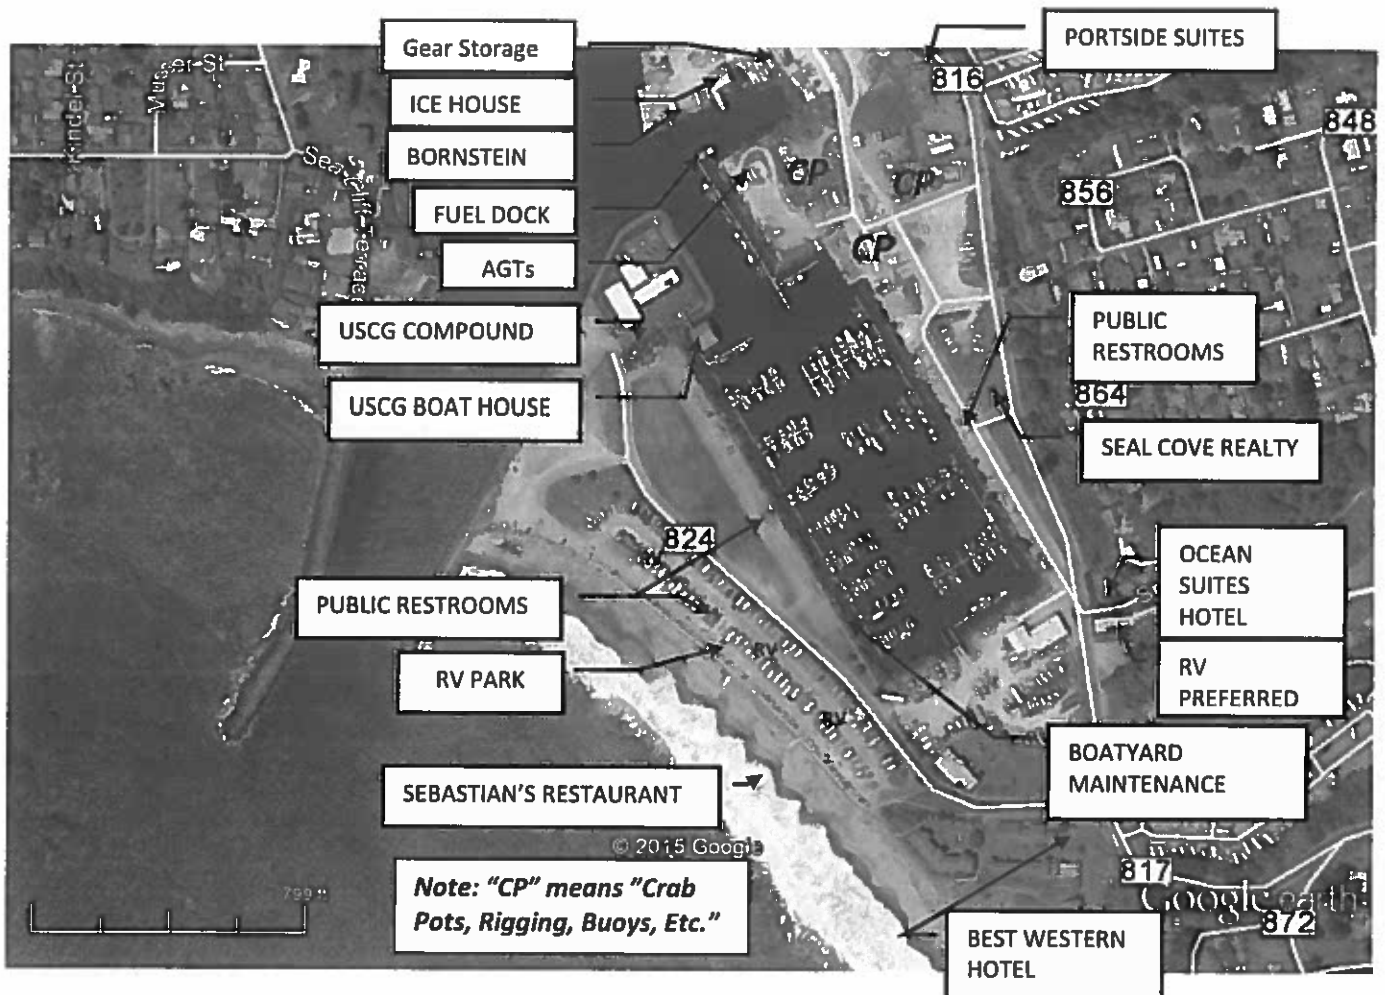 Gear Storage
PORTSIDE SUITES
ICE HOUSE
816
BORNSTEIN
848
CP
CP
856
FUEL DOCK
CP
AGTs
USCG COMPOUND
PUBLIC
RESTROOMS
USCG BOAT HOUSE
864
SEAL COVE REALTY
824
OCEAN
SUITES
HOTEL
PUBLIC RESTROOMS
RV PARK
RV
RV
PREFERRED
RV
BOATYARD
MAINTENANCE
SEBASTIAN'S RESTAURANT
© 2015 Google
Note: "CP" means "Crab
Pots, Rigging, Buoys, Etc."
799 ft
817
Google earth
872
BEST WESTERN
HOTEL